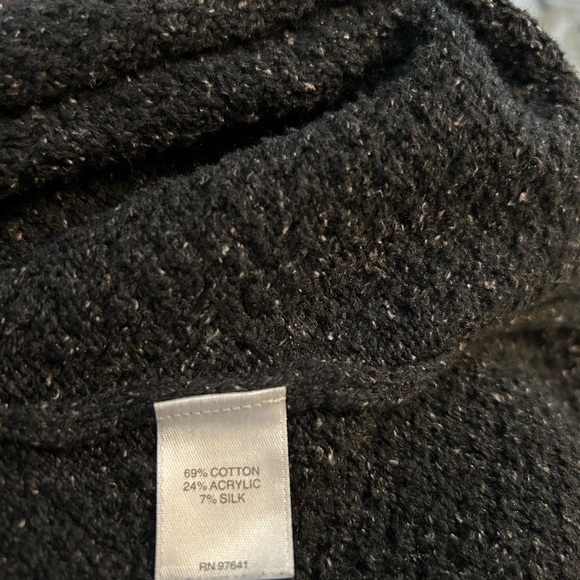 69% COTTON
24% ACRYLIC
7% SILK
RN 97641